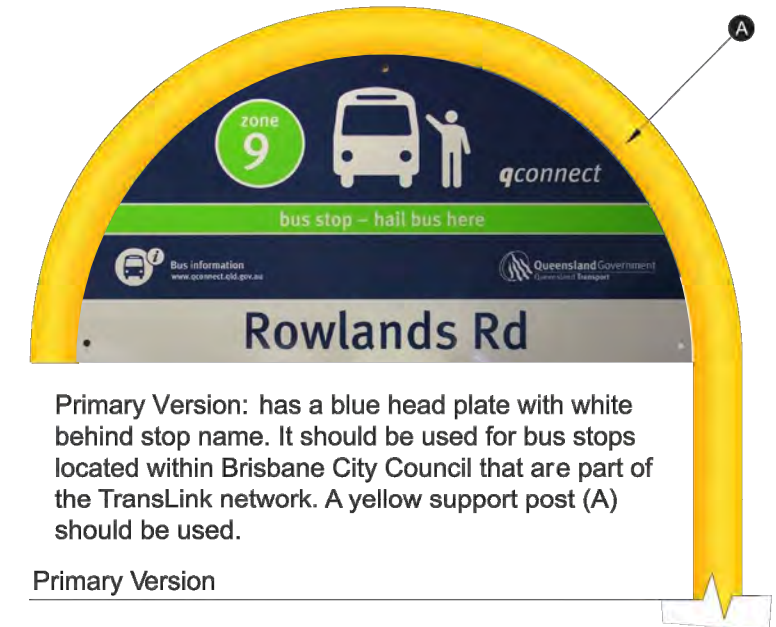 A
zone
9
qconnect
bus stop – hail bus here
i
Bus information
www.qconnect.qld.gov.au
Queensland Government
Queensland Transport
Rowlands Rd
Primary Version: has a blue head plate with white
behind stop name. It should be used for bus stops
located within Brisbane City Council that are part of
the TransLink network. A yellow support post (A)
should be used.
Primary Version